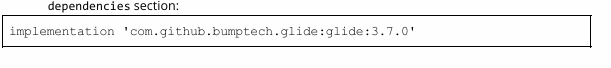 dependencies section:
implementation 'com.github.bumptech.glide:glide:3.7.0'